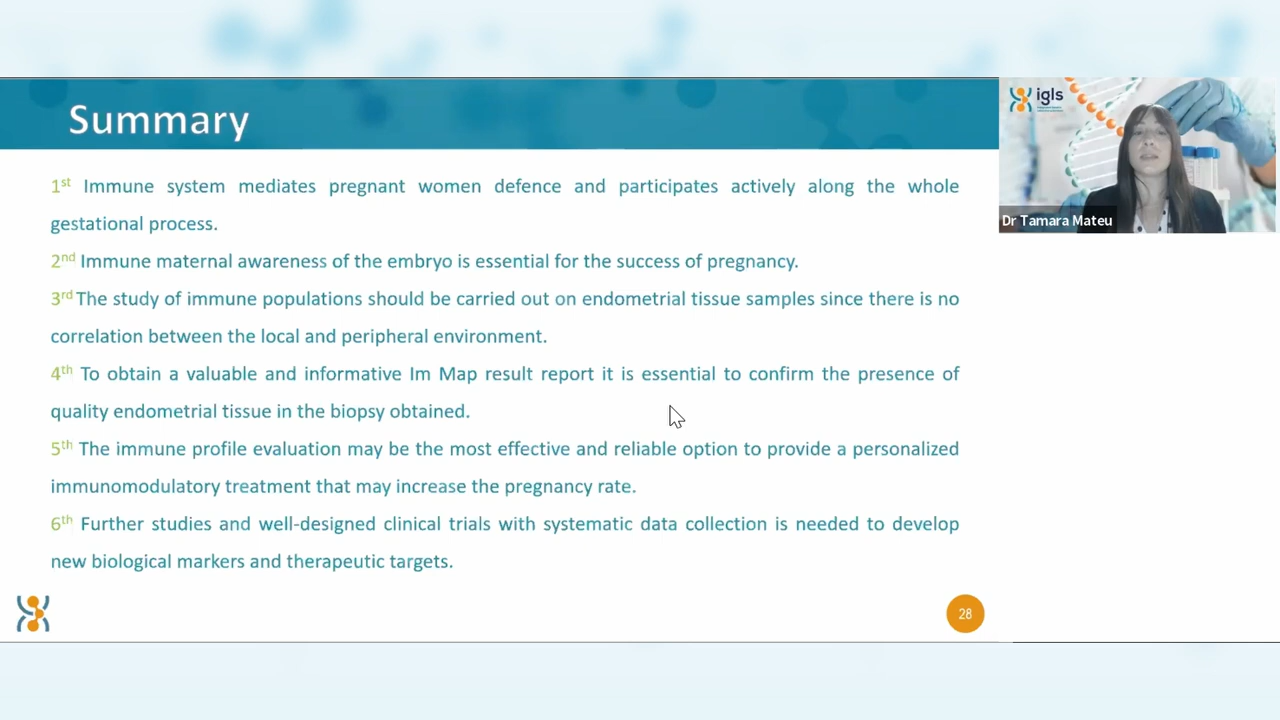 Summary
1st Immune system mediates pregnant women defence and participates actively along the whole
gestational process.
2nd Immune maternal awareness of the embryo is essential for the success of pregnancy.
3rd The study of immune populations should be carried out on endometrial tissue samples since there is no
correlation between the local and peripheral environment.
4th To obtain a valuable and informative Im Map result report it is essential to confirm the presence of
quality endometrial tissue in the biopsy obtained.
5th The immune profile evaluation may be the most effective and reliable option to provide a personalized
immunomodulatory treatment that may increase the pregnancy rate.
6th Further studies and well-designed clinical trials with systematic data collection is needed to develop
new biological markers and therapeutic targets.
28
igls
Dr Tamara Mateu